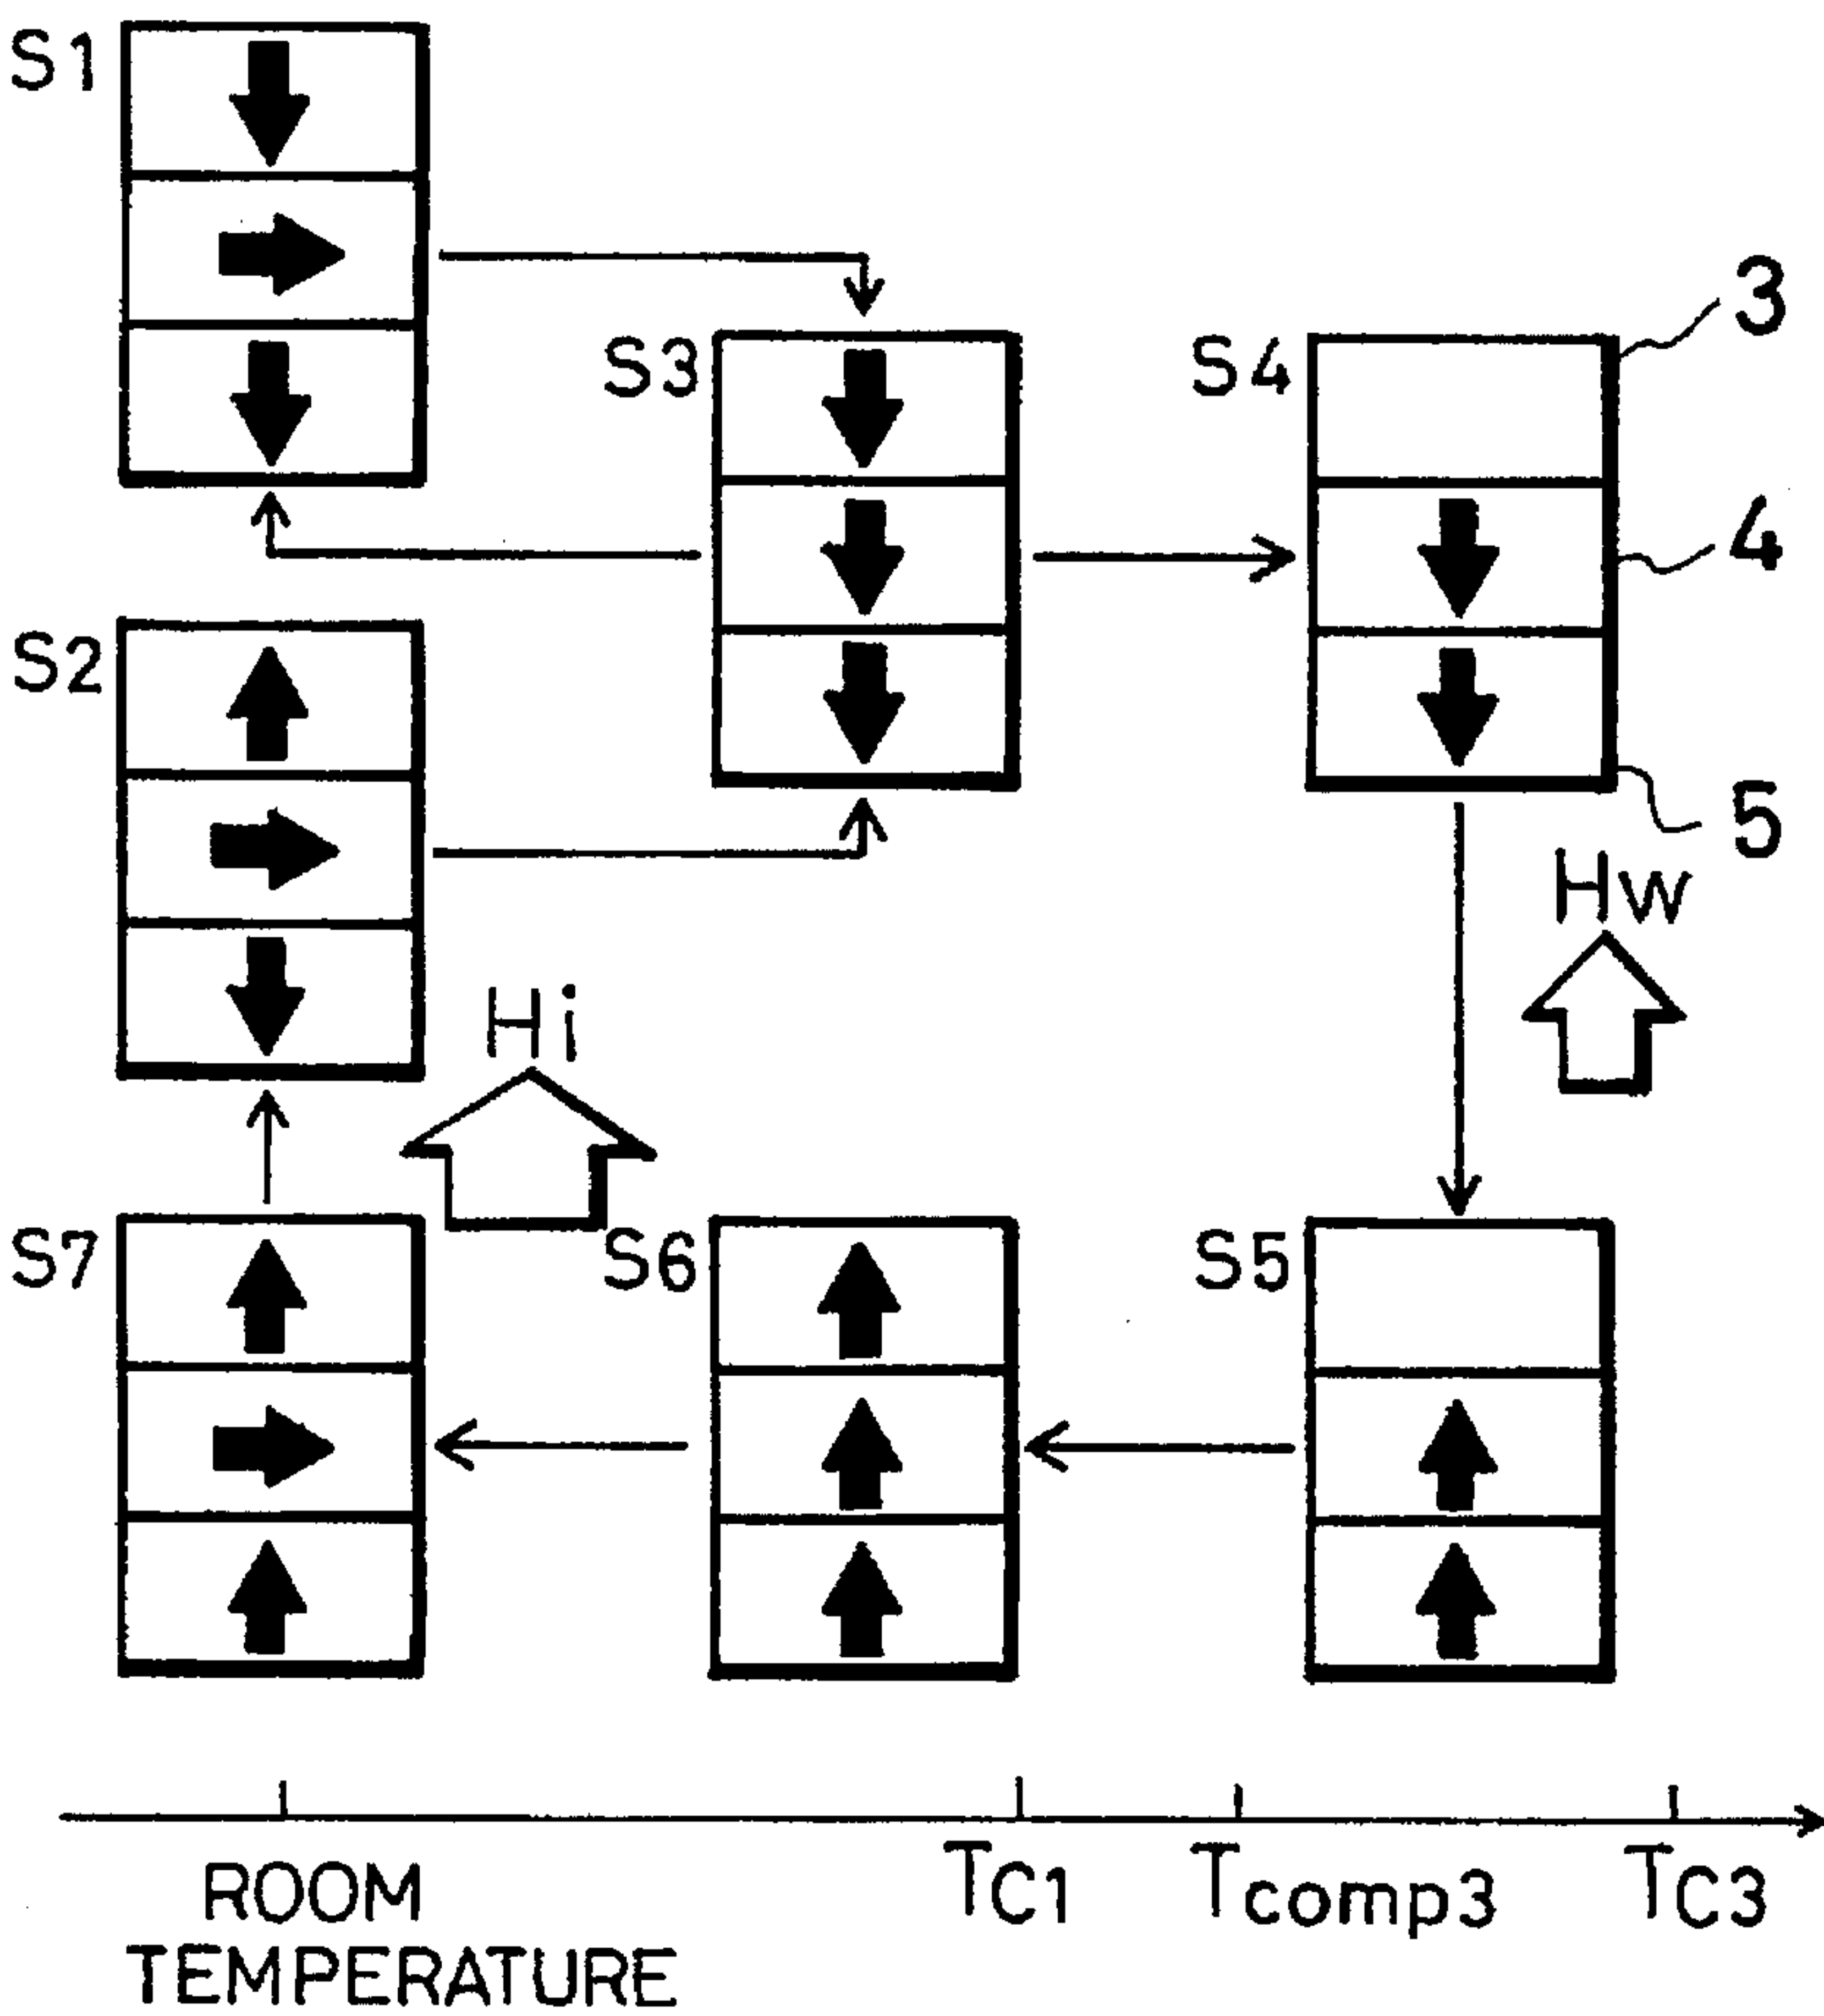 S1
3
S3
S4
4
S2
5
Hw
Hi
S7
S6
S5
ROOM
TEMPERATURE
TC1
Tcomp3
TC3